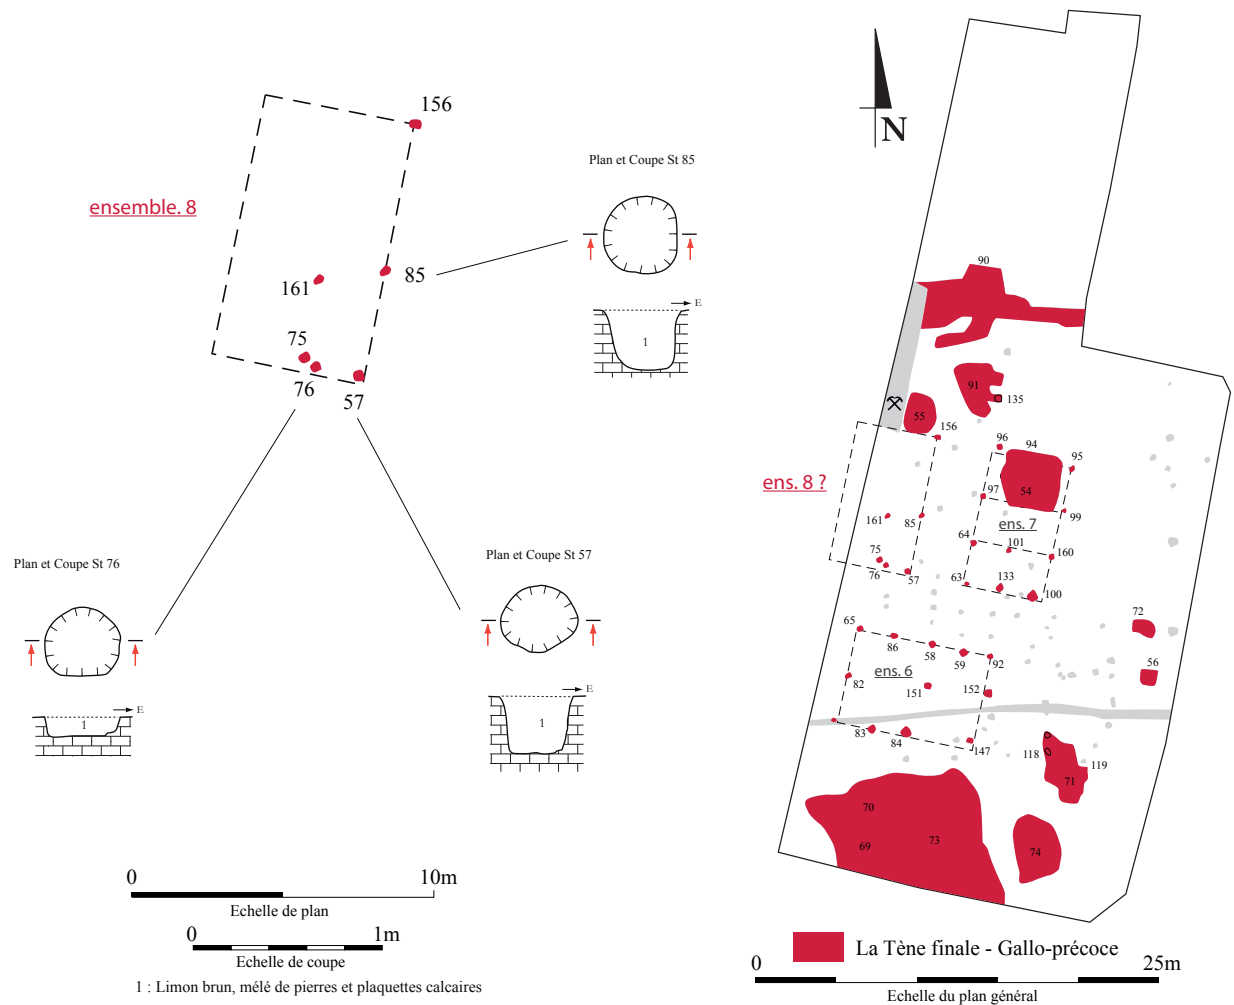 156
ensemble. 8
161
85
75
76
57
Plan et Coupe St 85
E
1
Plan et Coupe St 76
E
1
Plan et Coupe St 57
E
1
0
10m
Echelle de plan
0
1m
Echelle de coupe
1 : Limon brun, mélé de pierres et plaquettes calcaires
N
90
91
135
55
156
96
94
95
ens. 8 ?
97
54
99
161
85
ens. 7
64
101
160
75
76
57
63
133
100
65
86
58
59
92
72
ens. 6
56
82
151
152
83
84
147
118
119
71
70
69
73
74
La Tène finale - Gallo-précoce
0
25m
Echelle du plan général